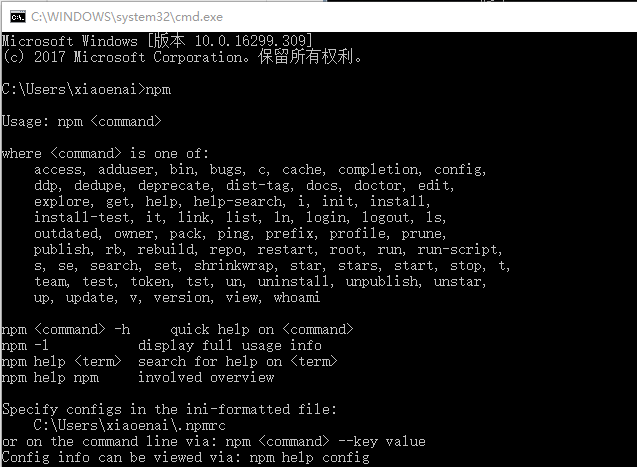 C:\WINDOWS\system32\cmd.exe
Microsoft Windows [版本 10.0.16299.309]
(c) 2017 Microsoft Corporation。保留所有权利。
C:\Users\xiaoenai>npm
Usage: npm <command>
where <command> is one of:
    access, adduser, bin, bugs, c, cache, completion, config,
    ddp, dedupe, deprecate, dist-tag, docs, doctor, edit,
    explore, get, help, help-search, i, init, install,
    install-test, it, link, list, ln, login, logout, ls,
    outdated, owner, pack, ping, prefix, profile, prune,
    publish, rb, rebuild, repo, restart, root, run, run-script,
    s, se, search, set, shrinkwrap, star, stars, start, stop, t,
    team, test, token, tst, un, uninstall, unpublish, unstar,
    up, update, v, version, view, whoami
npm <command> -h     quick help on <command>
npm -l           display full usage info
npm help <term>  search for help on <term>
npm help npm     involved overview
Specify configs in the ini-formatted file:
    C:\Users\xiaoenai\.npmrc
or on the command line via: npm <command> --key value
Config info can be viewed via: npm help config